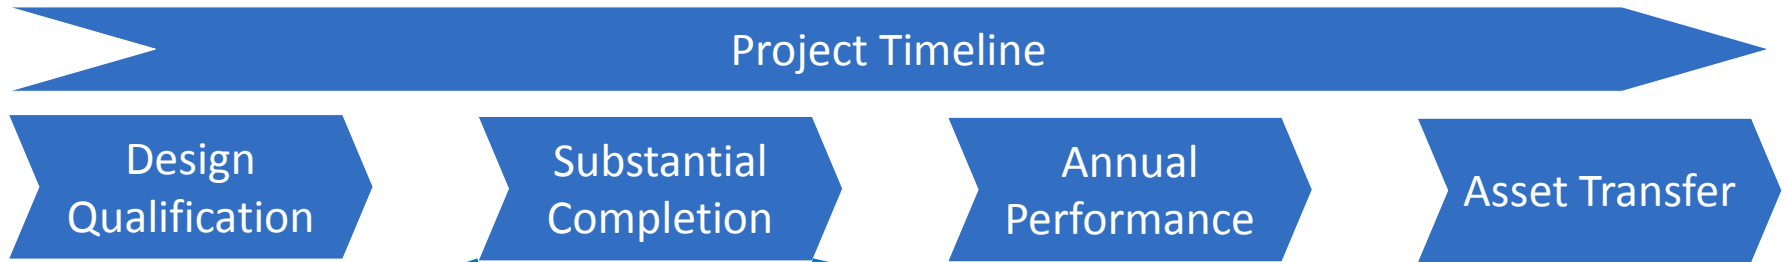 Project Timeline
Design
Qualification
Substantial
Completion
Annual
Performance
Asset Transfer